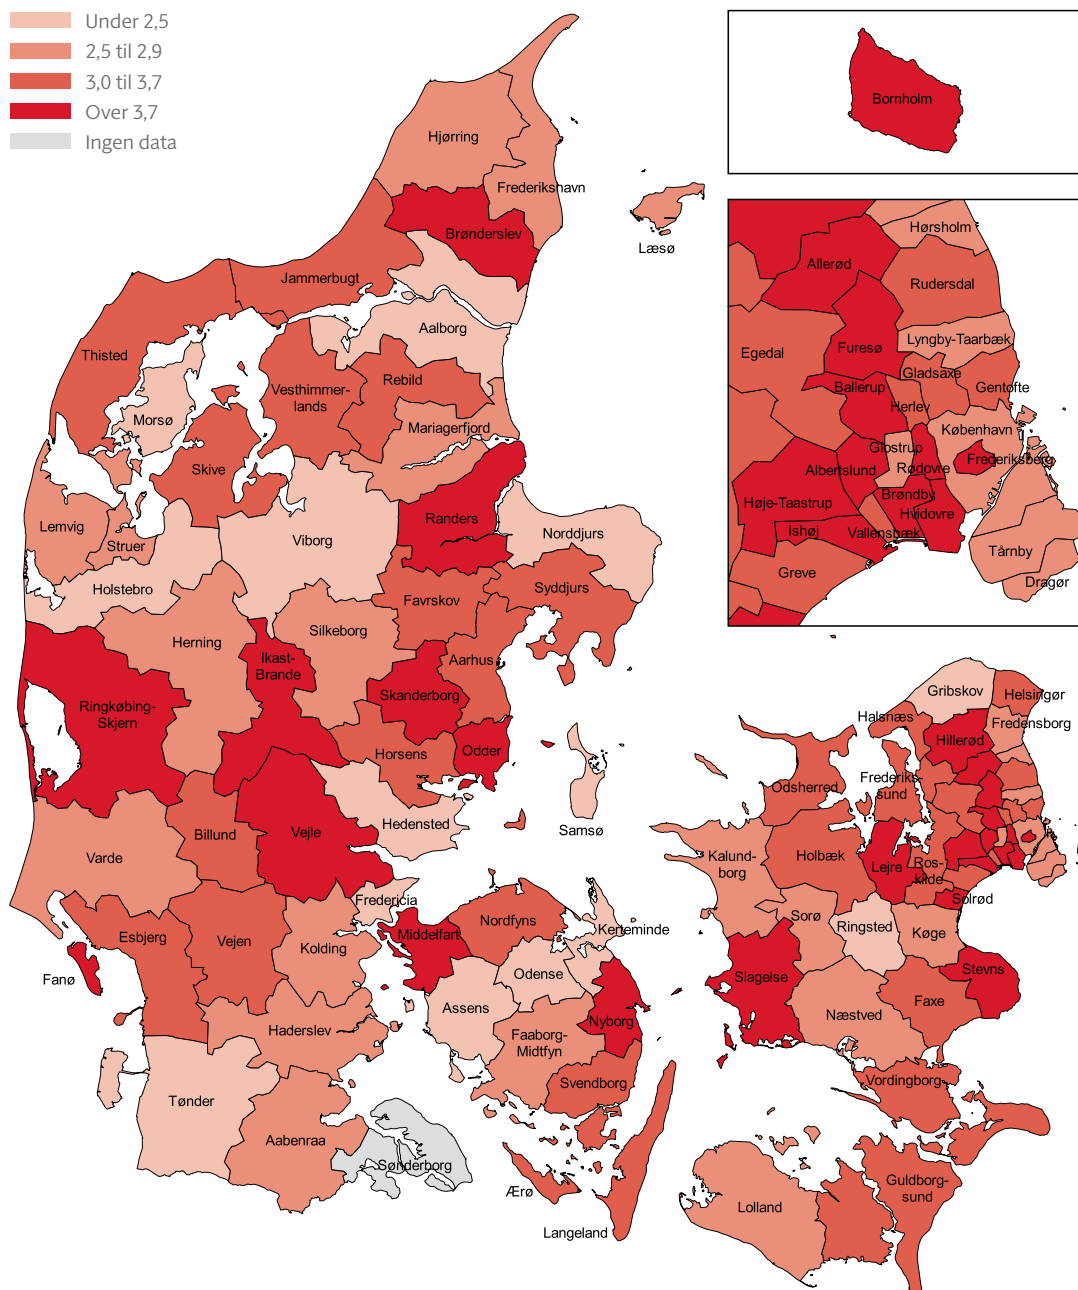 Under 2,5
2,5 til 2,9
3,0 til 3,7
Over 3,7
Ingen data
Bornholm
Hjørring
Frederikshavn
Brønderslev
Læsø
Jammerbugt
Aalborg
Thisted
Rebild
Vesthimmer-
lands
Morsø
Mariagerfjord
Skive
Lemvig
Struer
Viborg
Randers
Norddjurs
Holstebro
Favrskov
Syddjurs
Herning
Silkeborg
Ikast-
Brande
Aarhus
Skanderborg
Ringkøbing-
Skjern
Horsens
Odder
Hedensted
Samsø
Billund
Vejle
Varde
Fredericia
Esbjerg
Vejen
Kolding
Middelfart
Nordfyns
Kerteminde
Fanø
Odense
Assens
Nyborg
Haderslev
Faaborg-
Midtfyn
Svendborg
Tønder
Aabenraa
Sønderborg
Ærø
Langeland
Hørsholm
Allerød
Rudersdal
Egedal
Furesø
Lyngby-Taarbæk
Gladsaxe
Ballerup
Gentofte
Herlev
København
Glostrup
Frederiksberg
Albertslund
Rødovre
Brøndby
Høje-Taastrup
Hvidovre
Ishøj
Vallensbæk
Greve
Tårnby
Dragør
Gribskov
Helsingør
Halsnæs
Fredensborg
Hillerød
Frederiks-
sund
Odsherred
Kalund-
borg
Holbæk
Lejre
Ros-
kilde
Solrød
Sorø
Ringsted
Køge
Slagelse
Stevns
Næstved
Faxe
Vordingborg
Guldborg-
sund
Lolland